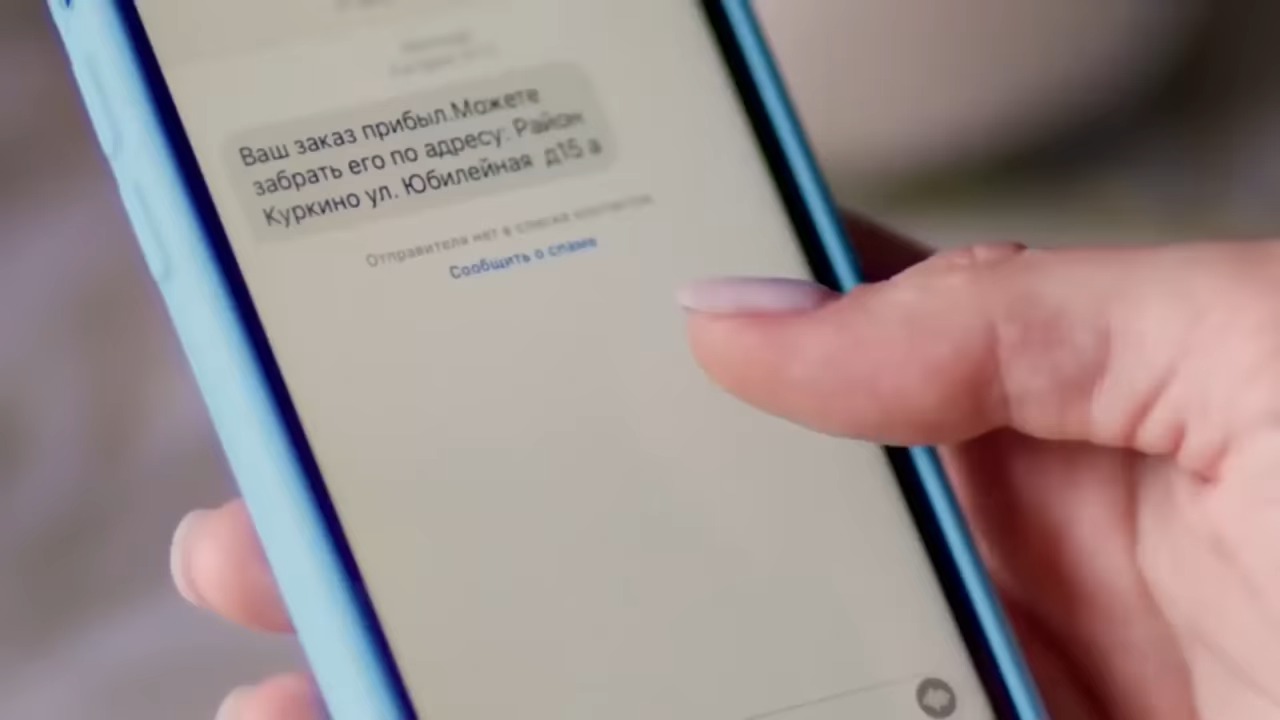 Ваш заказ прибыл.Можете
забрать его по адресу: Район
Куркино ул. Юбилейная д15 а
Отправителя нет в списке контактов
Сообщить о спаме